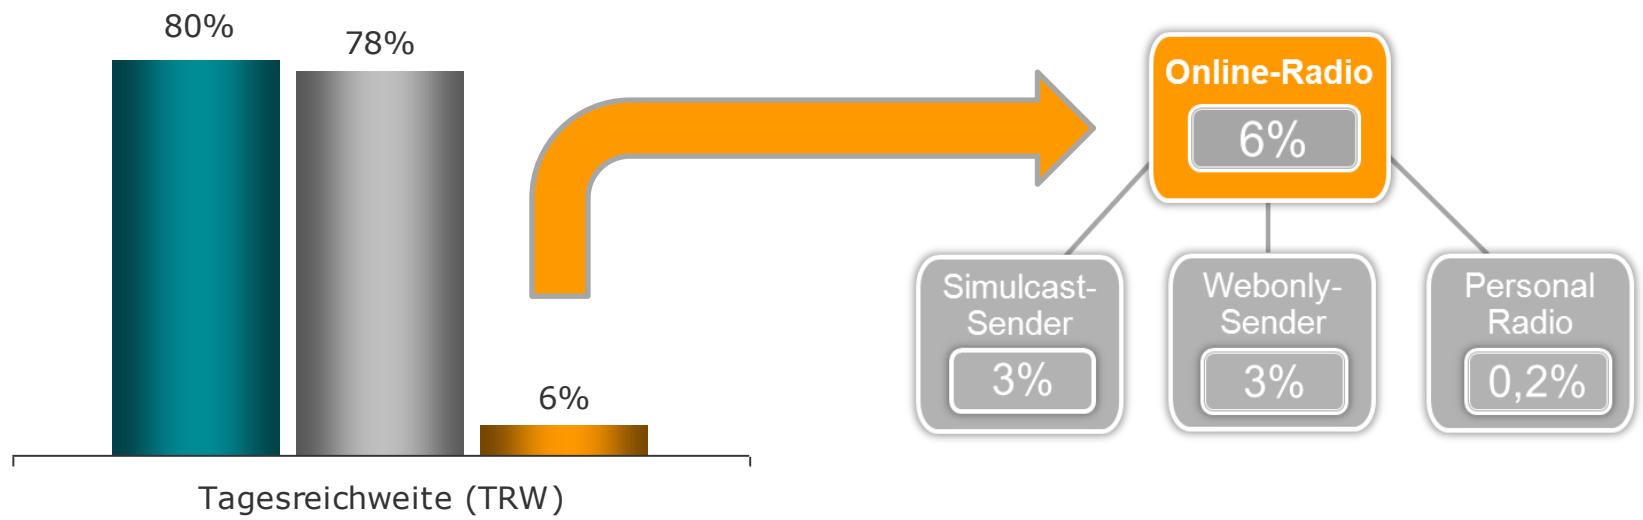 80%
78%
6%
Tagesreichweite (TRW)
Online-Radio
6%
Simulcast-
Sender
3%
Webonly-
Sender
3%
Personal
Radio
0,2%